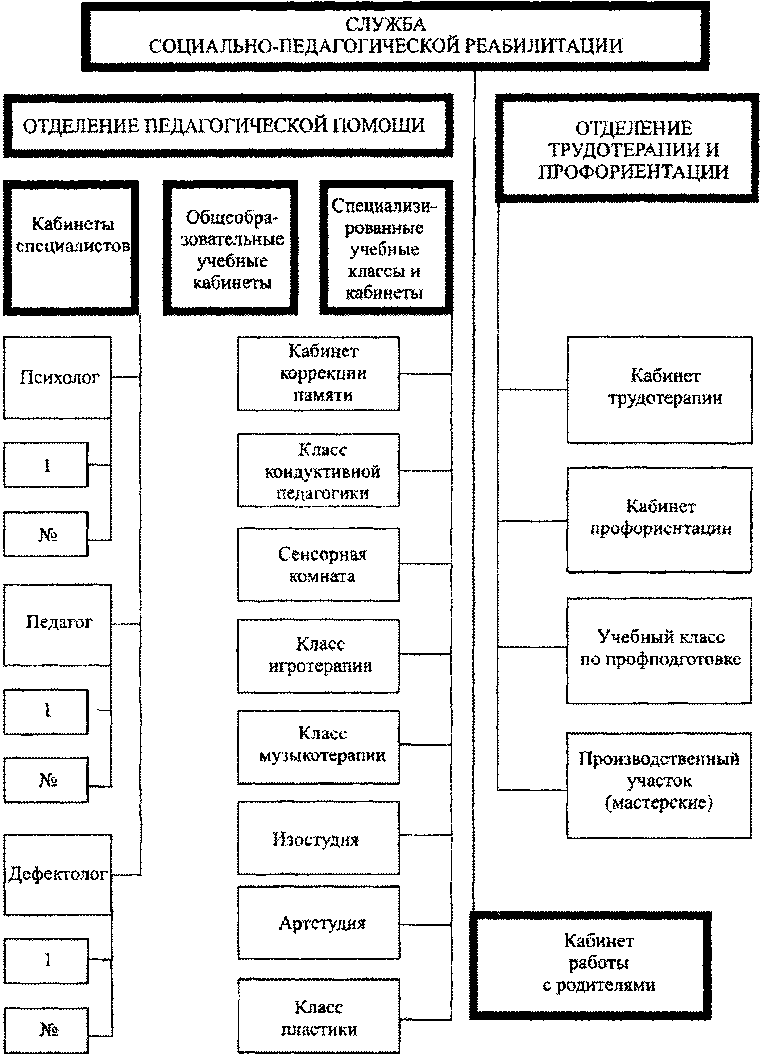 СЛУЖБА
СОЦИАЛЬНО-ПЕДАГОГИЧЕСКОЙ РЕАБИЛИТАЦИИ
ОТДЕЛЕНИЕ ПЕДАГОГИЧЕСКОЙ ПОМОЩИ
ОТДЕЛЕНИЕ
ТРУДОТЕРАПИИ И
ПРОФОРИЕНТАЦИИ
Кабинеты
специалистов
Общеобра-
зовательные
учебные
кабинеты
Специализи-
рованные
учебные
классы и
кабинеты
Психолог
1
№
Педагог
1
№
Дефектолог
1
№
Кабинет
коррекции
памяти
Класс
кондуктивной
педагогики
Сенсорная
комната
Класс
игротерапии
Класс
музыкотерапии
Изостудия
Артстудия
Класс
пластики
Кабинет
трудотерапии
Кабинет
профориентации
Учебный класс
по профподготовке
Производственный
участок
(мастерские)
Кабинет
работы
с родителями